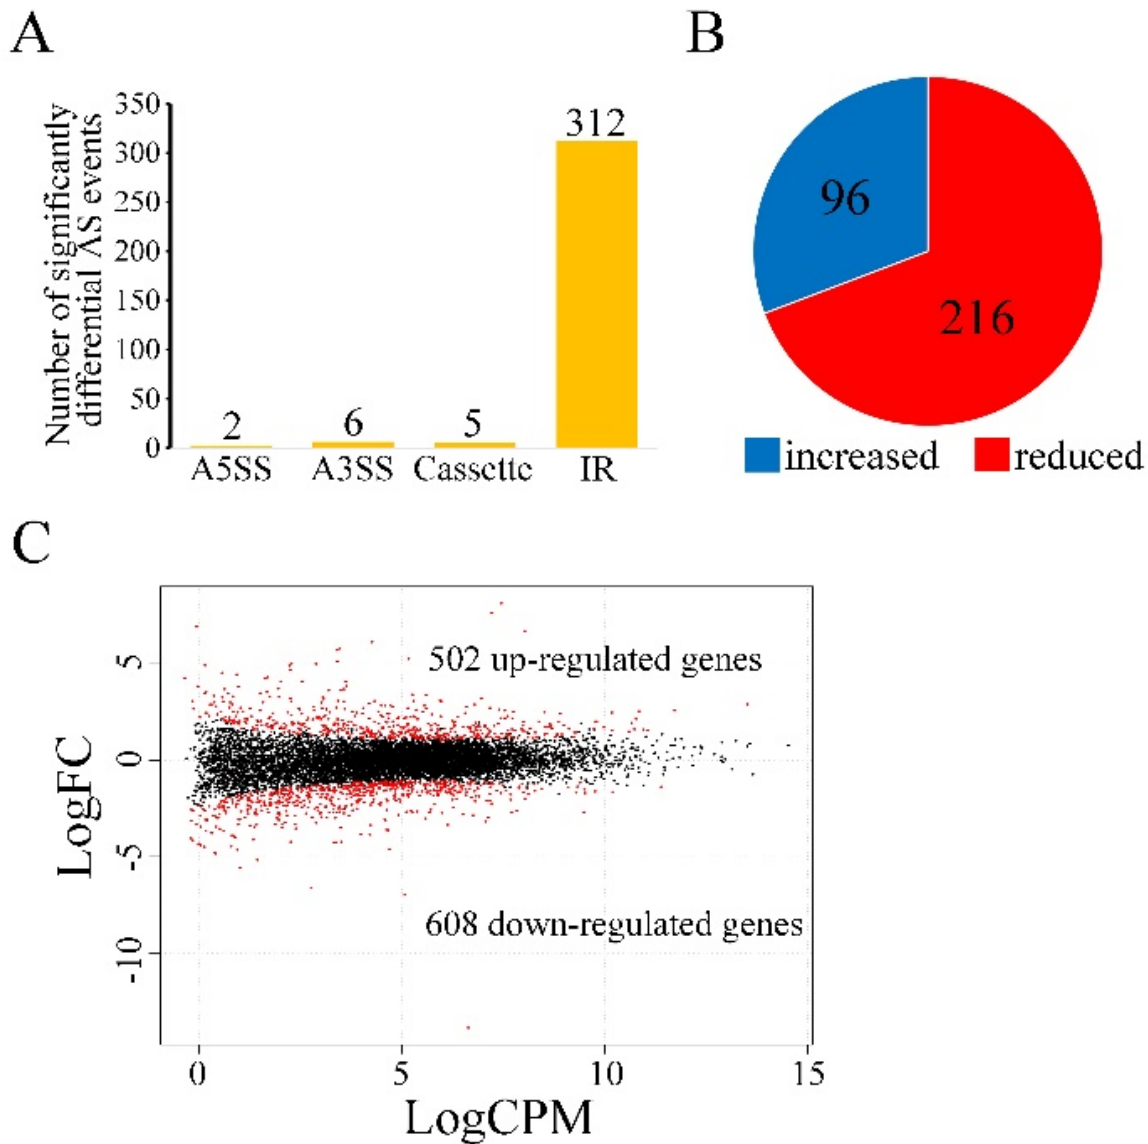 A
Number of significantly
differential AS events
350
300
250
200
150
100
50
0
2
6
5
312
A5SS
A3SS
Cassette
IR
B
96
216
increased
reduced
C
LogFC
5
0
-5
-10
502 up-regulated genes
608 down-regulated genes
0
5
10
15
LogCPM